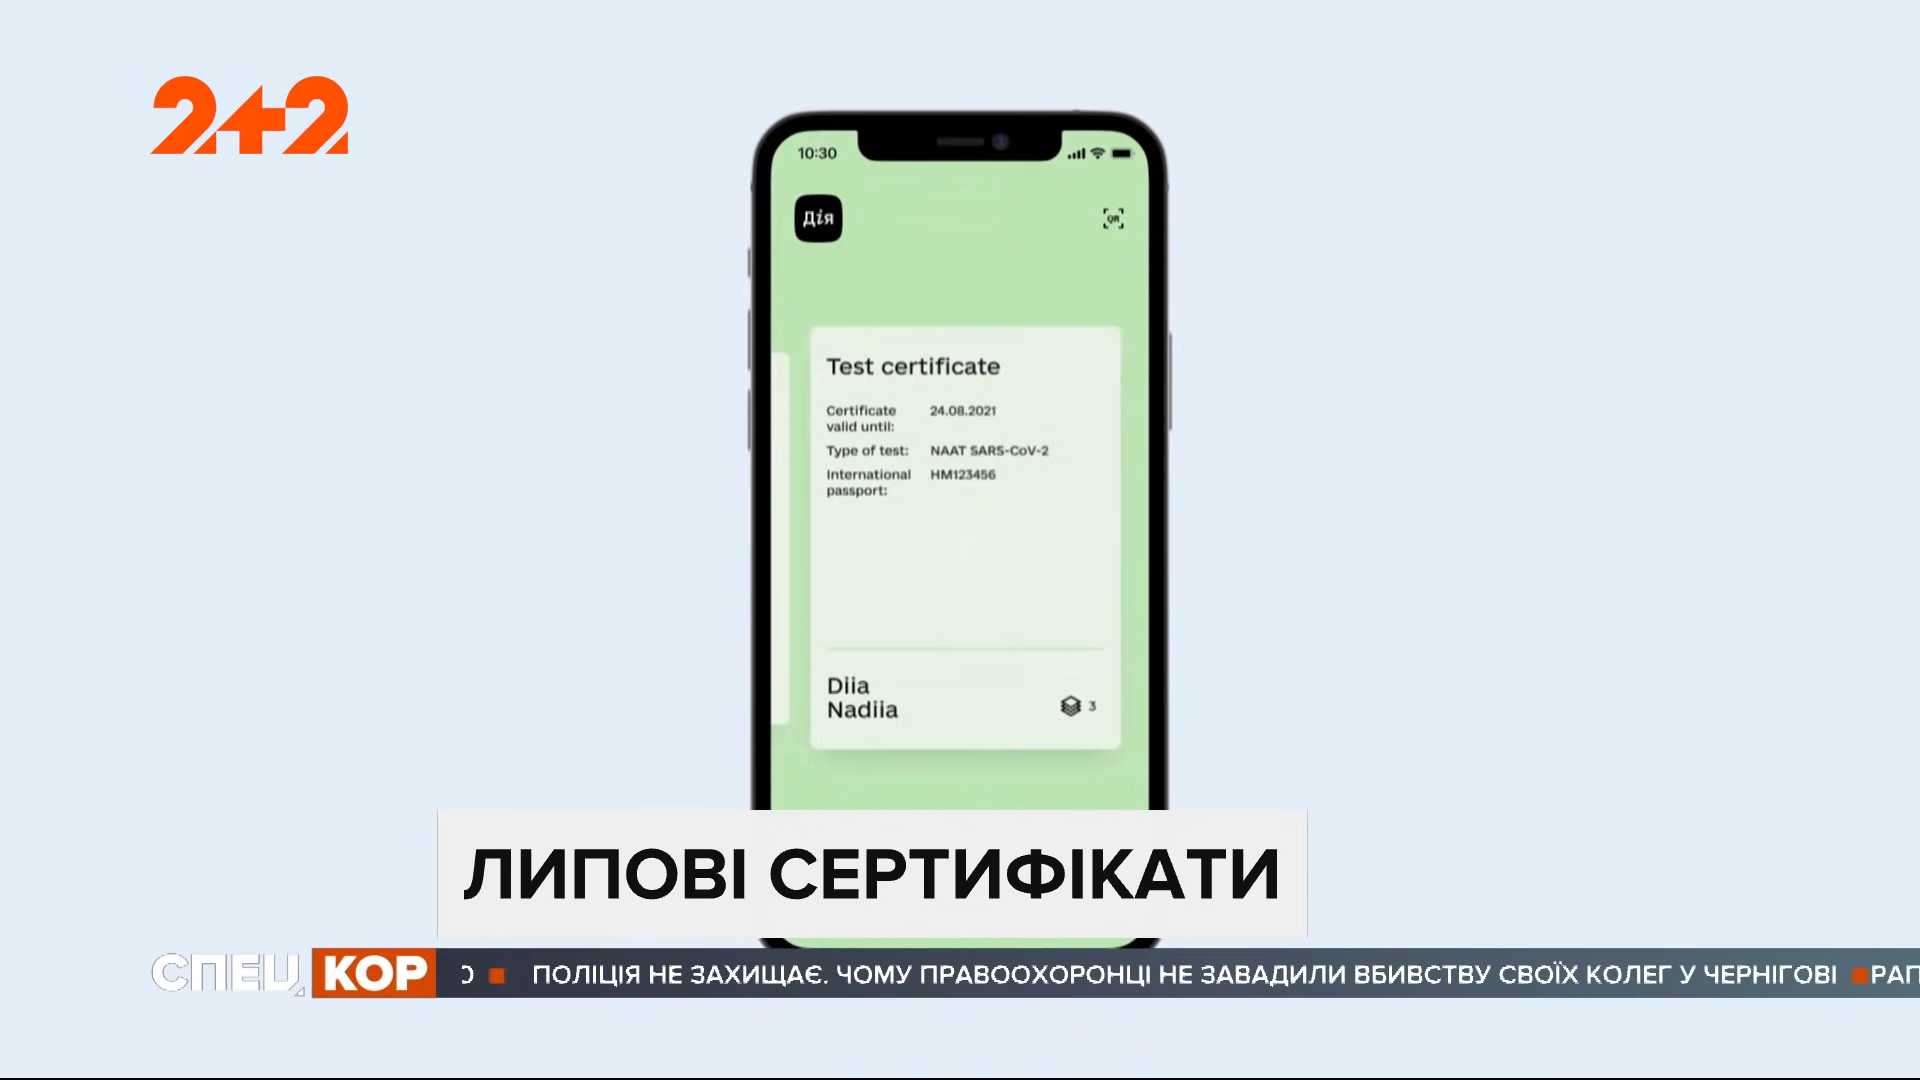 2+2
10:30
Дія
QR
Test certificate
Certificate valid until: 24.08.2021
Type of test: NAAT SARS-CoV-2
International passport: HM123456
Diia
Nadiia
3
ЛИПОВІ СЕРТИФІКАТИ
СПЕЦКОР
ПОЛІЦІЯ НЕ ЗАХИЩАЄ. ЧОМУ ПРАВООХОРОНЦІ НЕ ЗАВАДИЛИ ВБИВСТВУ СВОЇХ КОЛЕГ У ЧЕРНІГОВІ